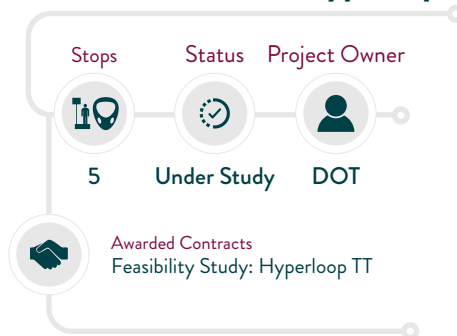 Stops Status Project Owner
5 Under Study DOT
Awarded Contracts
Feasibility Study: Hyperloop TT